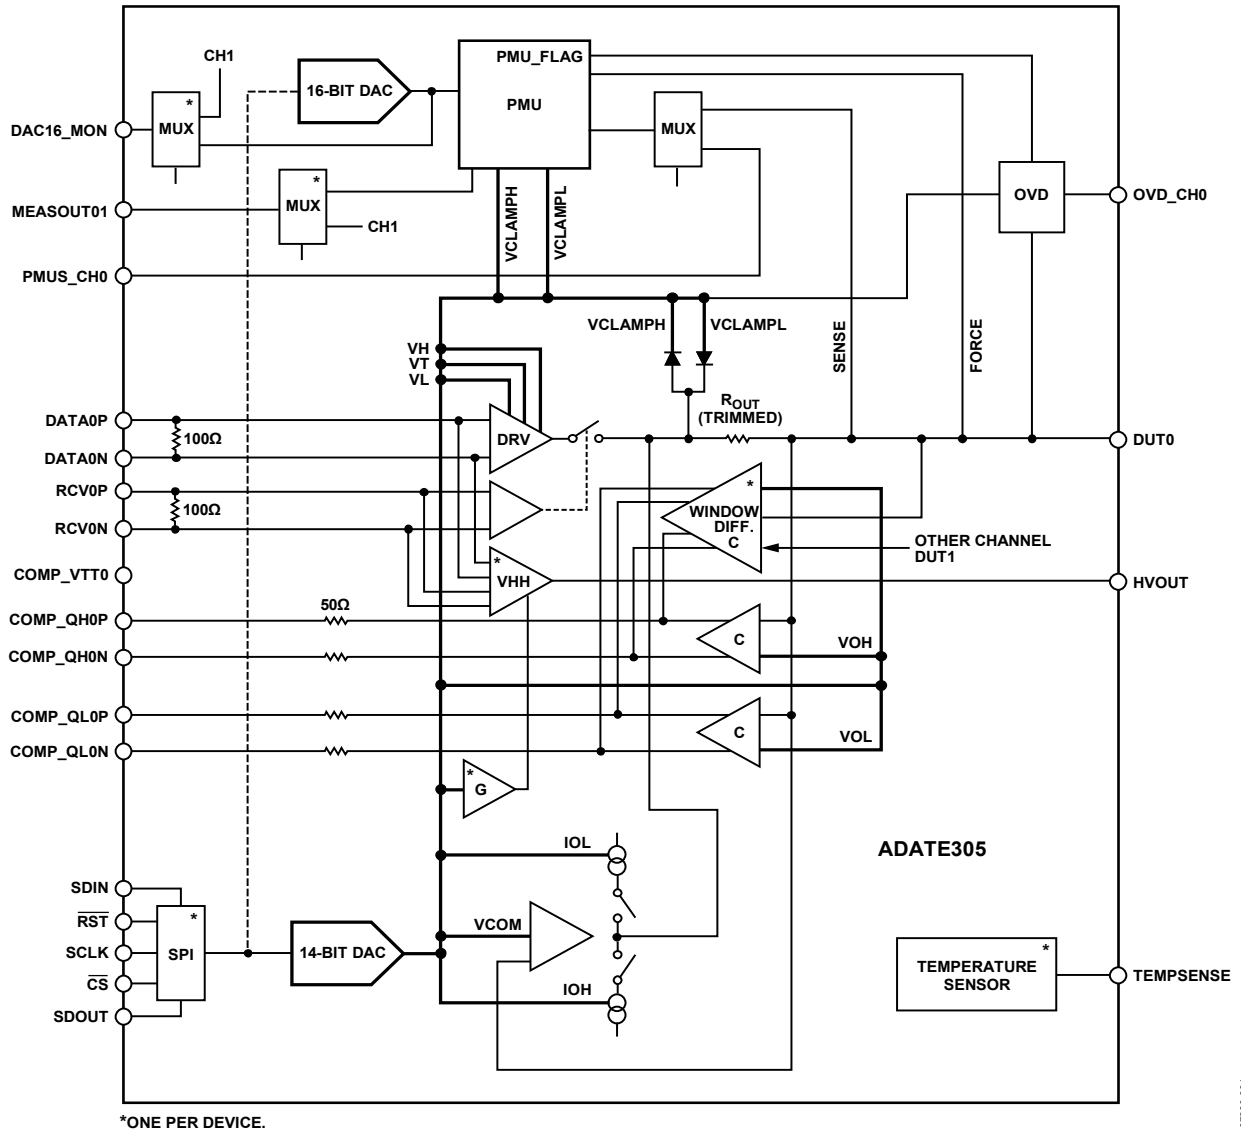 CH1
16-BIT DAC
PMU_FLAG
PMU
*
MUX
DAC16_MON
MUX
*
MUX
MEASOUT01
CH1
OVD
OVD_CH0
VCLAMPH
VCLAMPL
PMUS_CH0
VCLAMPH
VCLAMPL
SENSE
FORCE
VH
VT
VL
ROUT
(TRIMMED)
DATA0P
100Ω
DRV
DUT0
DATA0N
RCV0P
100Ω
RCV0N
*
WINDOW
DIFF.
C
OTHER CHANNEL
DUT1
COMP_VTT0
*
VHH
HVOUT
50Ω
COMP_QH0P
C
VOH
COMP_QH0N
COMP_QL0P
C
VOL
COMP_QL0N
*
G
IOL
ADATE305
SDIN
RST
*
SPI
SCLK
CS
SDOUT
14-BIT DAC
VCOM
IOH
*
TEMPERATURE
SENSOR
TEMPSENSE
*ONE PER DEVICE.